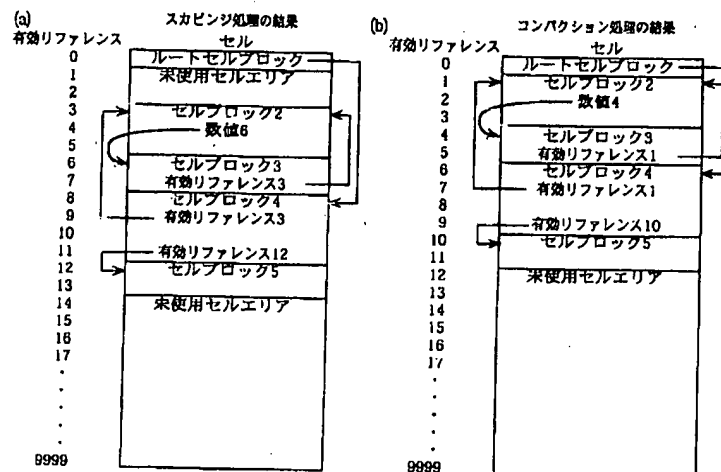 (a)
スカビンジ処理の結果
有効リファレンス
セル
0
ルートセルブロック
1
未使用セルエリア
2
3
セルブロック2
4
数値6
5
6
セルブロック3
7
有効リファレンス3
8
セルブロック4
9
有効リファレンス3
10
11
有効リファレンス12
12
セルブロック5
13
14
未使用セルエリア
15
16
17
・
・
・
・
・
9999
(b)
コンパクション処理の結果
有効リファレンス
セル
0
ルートセルブロック
1
セルブロック2
2
数値4
3
4
セルブロック3
5
有効リファレンス1
6
セルブロック4
7
有効リファレンス1
8
9
有効リファレンス10
10
セルブロック5
11
12
未使用セルエリア
13
14
15
16
17
・
・
・
・
・
9999